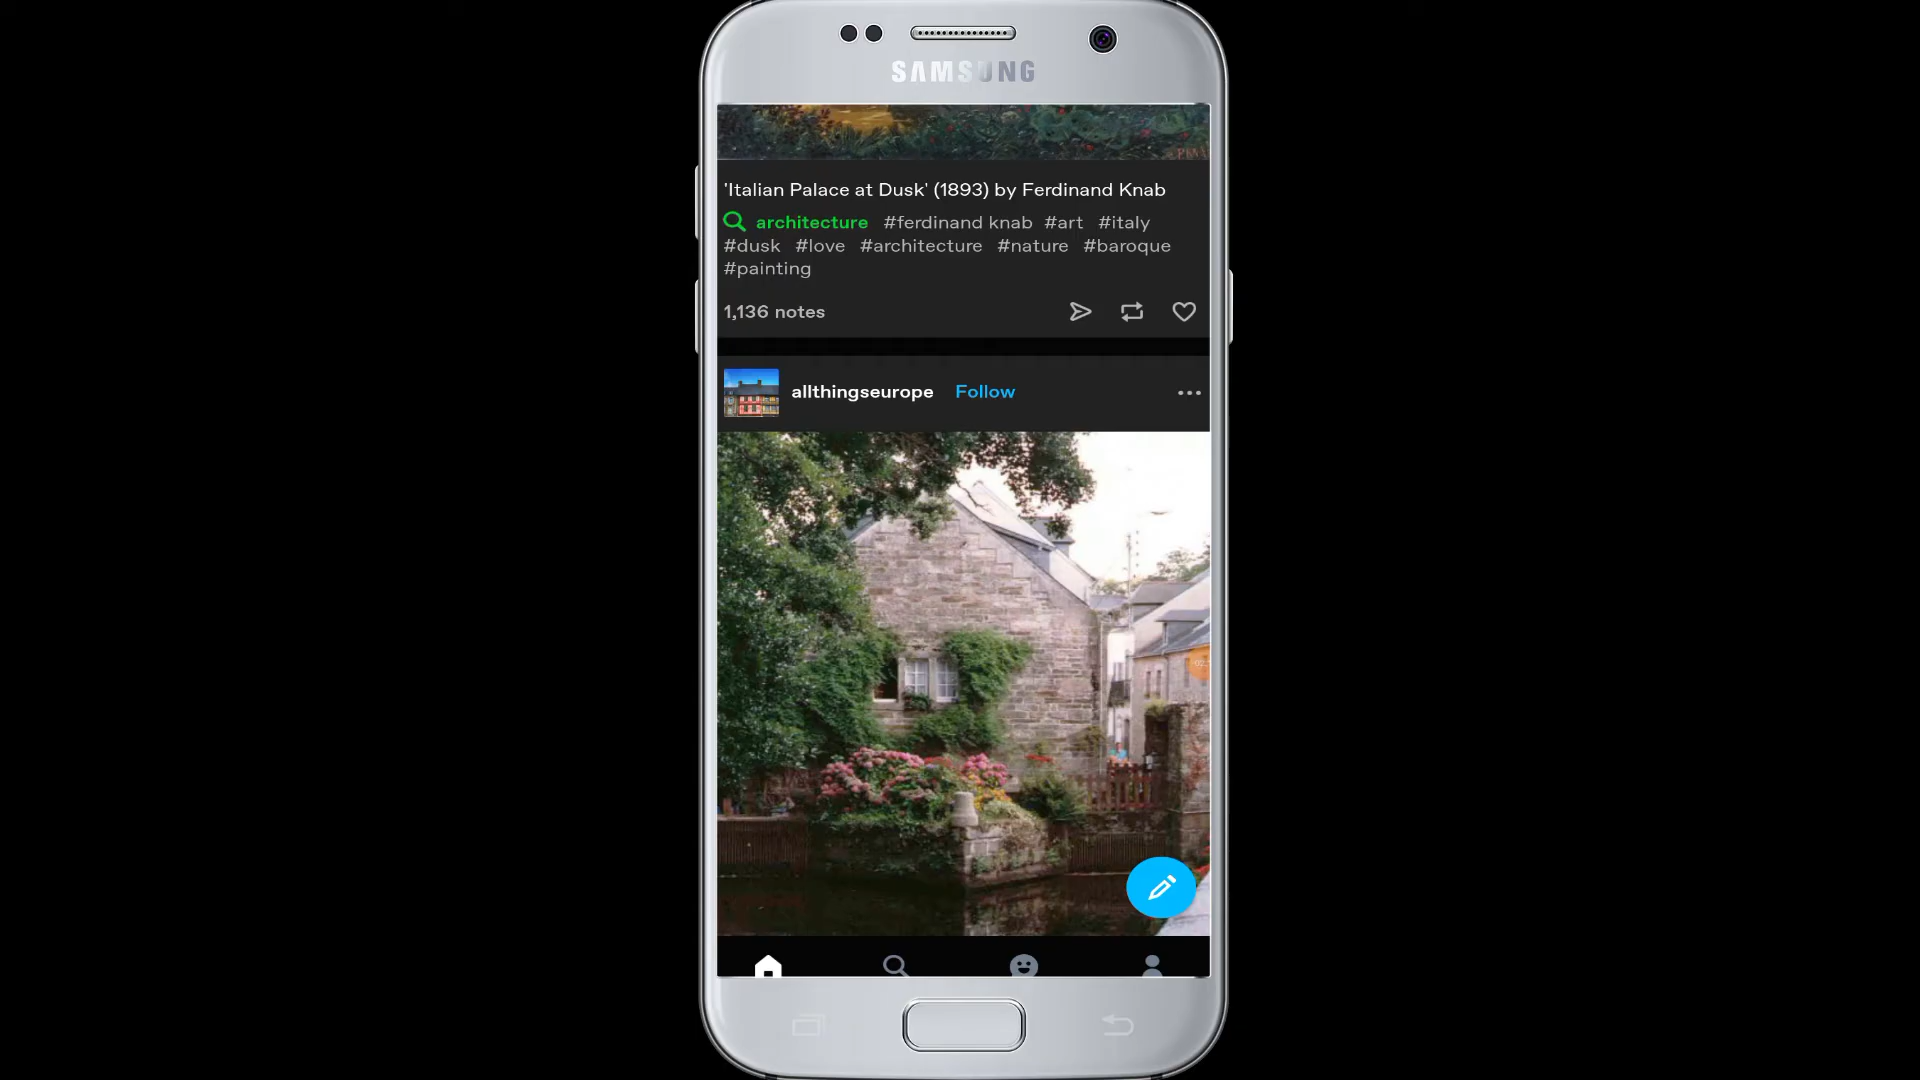 SAMSUNG
'Italian Palace at Dusk' (1893) by Ferdinand Knab
architecture #ferdinand knab #art #italy
#dusk #love #architecture #nature #baroque
#painting
1,136 notes
allthingseurope Follow